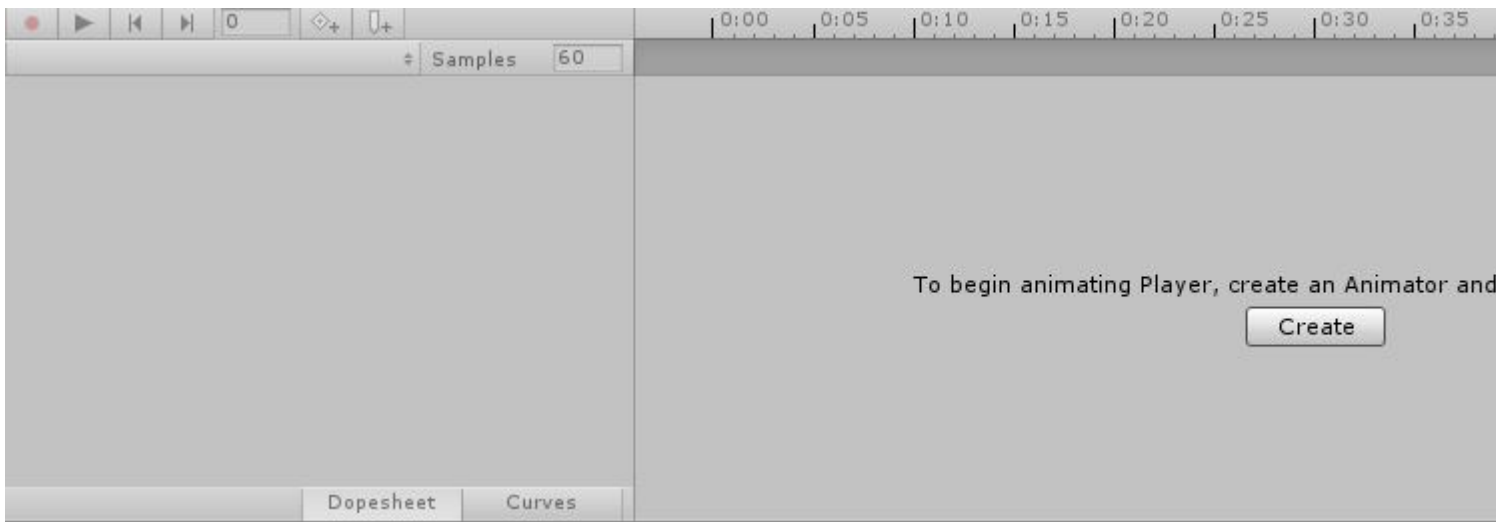 0
0:00 0:05 0:10 0:15 0:20 0:25 0:30 0:35
Samples 60
To begin animating Player, create an Animator and
Create
Dopesheet Curves